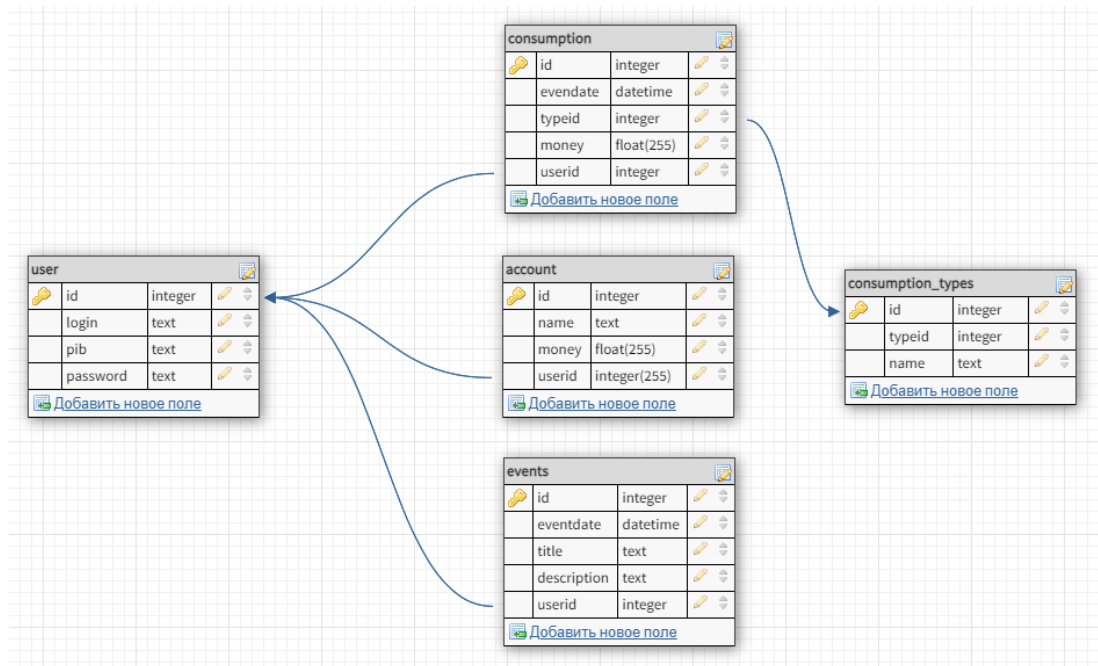 consumption
id integer
evendate datetime
typeid integer
money float(255)
userid integer
Добавить новое поле
user
id integer
login text
pib text
password text
Добавить новое поле
account
id integer
name text
money float(255)
userid integer(255)
Добавить новое поле
consumption_types
id integer
typeid integer
name text
Добавить новое поле
events
id integer
eventdate datetime
title text
description text
userid integer
Добавить новое поле